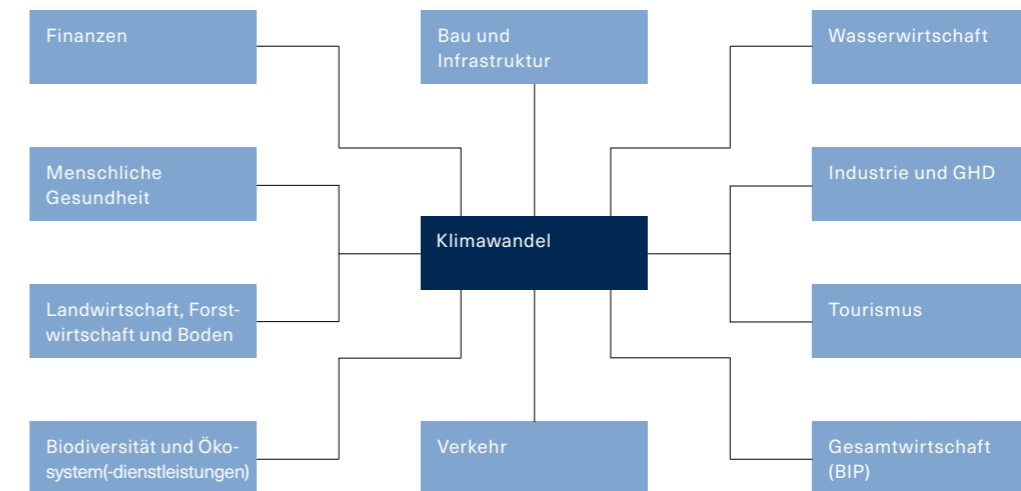 Finanzen
Bau und
Infrastruktur
Wasserwirtschaft
Menschliche
Gesundheit
Industrie und GHD
Klimawandel
Landwirtschaft, Forst-
wirtschaft und Boden
Tourismus
Biodiversität und Öko-
system(-dienstleistungen)
Verkehr
Gesamtwirtschaft
(BIP)